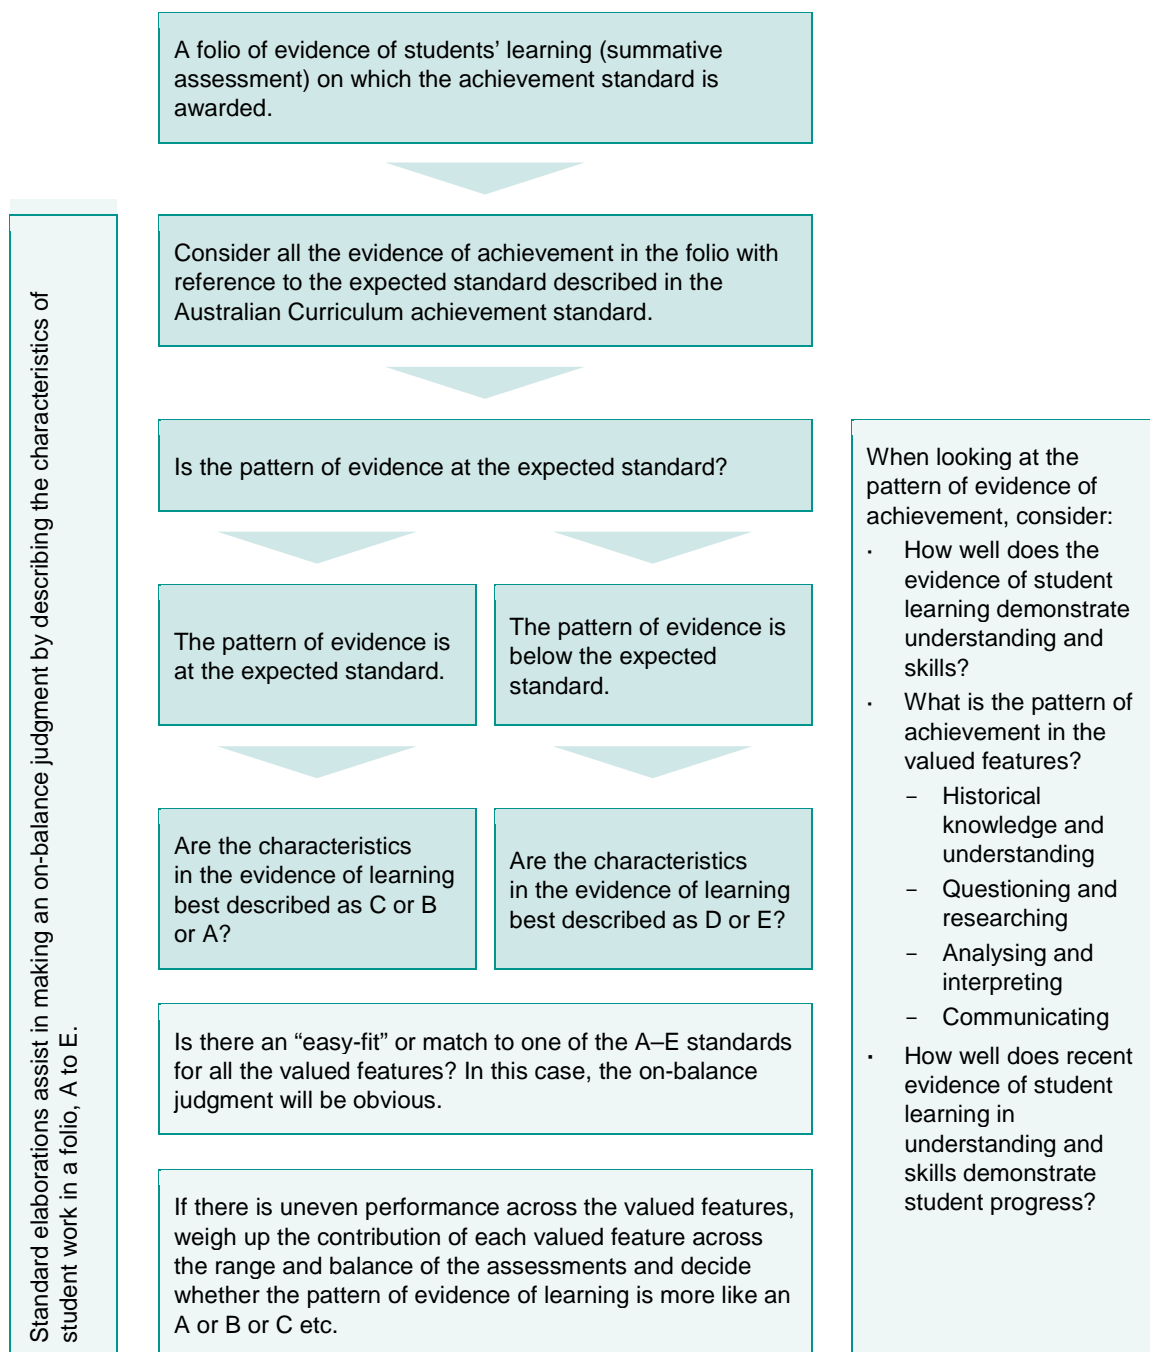 A folio of evidence of students’ learning (summative
assessment) on which the achievement standard is
awarded.
Standard elaborations assist in making an on-balance judgment by describing the characteristics of
student work in a folio, A to E.
Consider all the evidence of achievement in the folio with
reference to the expected standard described in the
Australian Curriculum achievement standard.
Is the pattern of evidence at the expected standard?
The pattern of evidence is
at the expected standard.
The pattern of evidence is
below the expected
standard.
Are the characteristics
in the evidence of learning
best described as C or B
or A?
Are the characteristics
in the evidence of learning
best described as D or E?
Is there an “easy-fit” or match to one of the A–E standards
for all the valued features? In this case, the on-balance
judgment will be obvious.
If there is uneven performance across the valued features,
weigh up the contribution of each valued feature across
the range and balance of the assessments and decide
whether the pattern of evidence of learning is more like an
A or B or C etc.
When looking at the
pattern of evidence of
achievement, consider:
· How well does the
evidence of student
learning demonstrate
understanding and
skills?
· What is the pattern of
achievement in the
valued features?
– Historical
knowledge and
understanding
– Questioning and
researching
– Analysing and
interpreting
– Communicating
· How well does recent
evidence of student
learning in
understanding and
skills demonstrate
student progress?